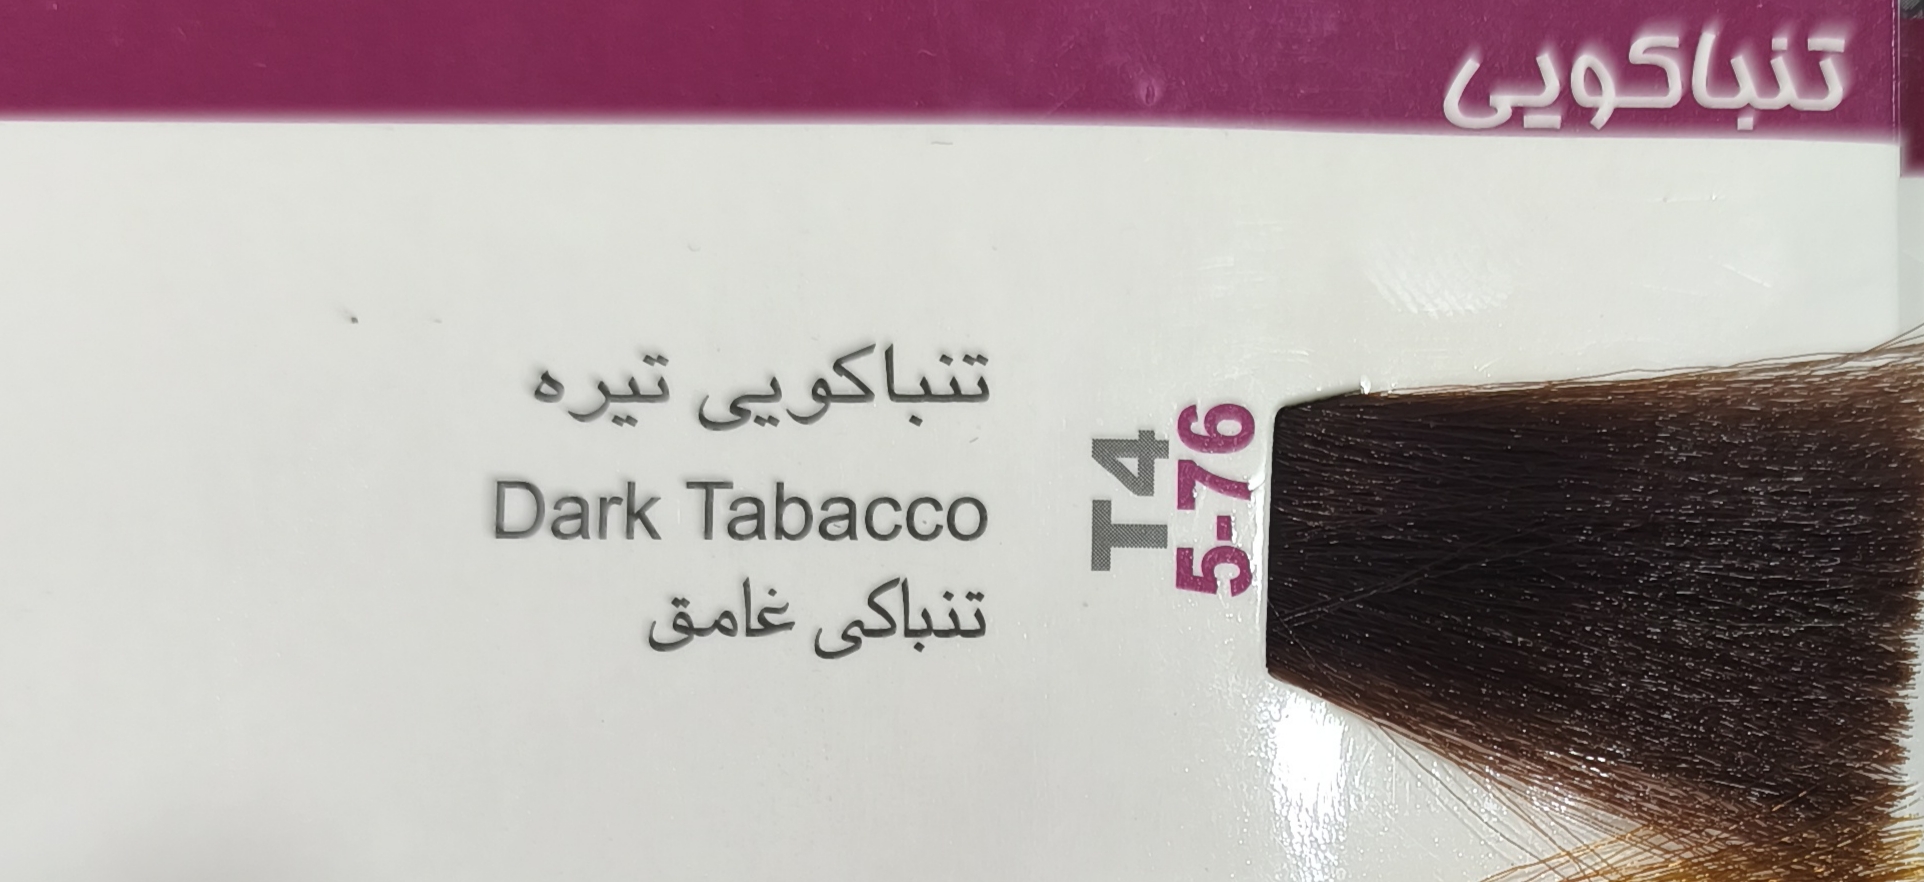 تنباکویی
تنباکویی تیره
Dark Tabacco
تنباکی غامق
T4
5-76